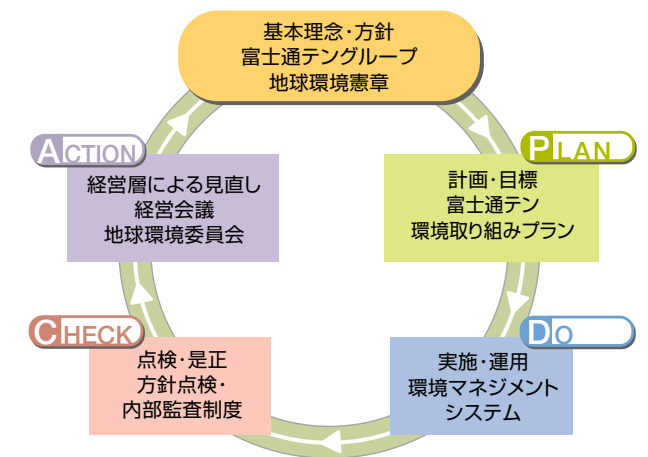 基本理念・方針
富士通テングループ
地球環境憲章
PLAN
計画・目標
富士通テン
環境取り組みプラン
DO
実施・運用
環境マネジメント
システム
CHECK
点検・是正
方針点検・
内部監査制度
ACTION
経営層による見直し
経営会議
地球環境委員会